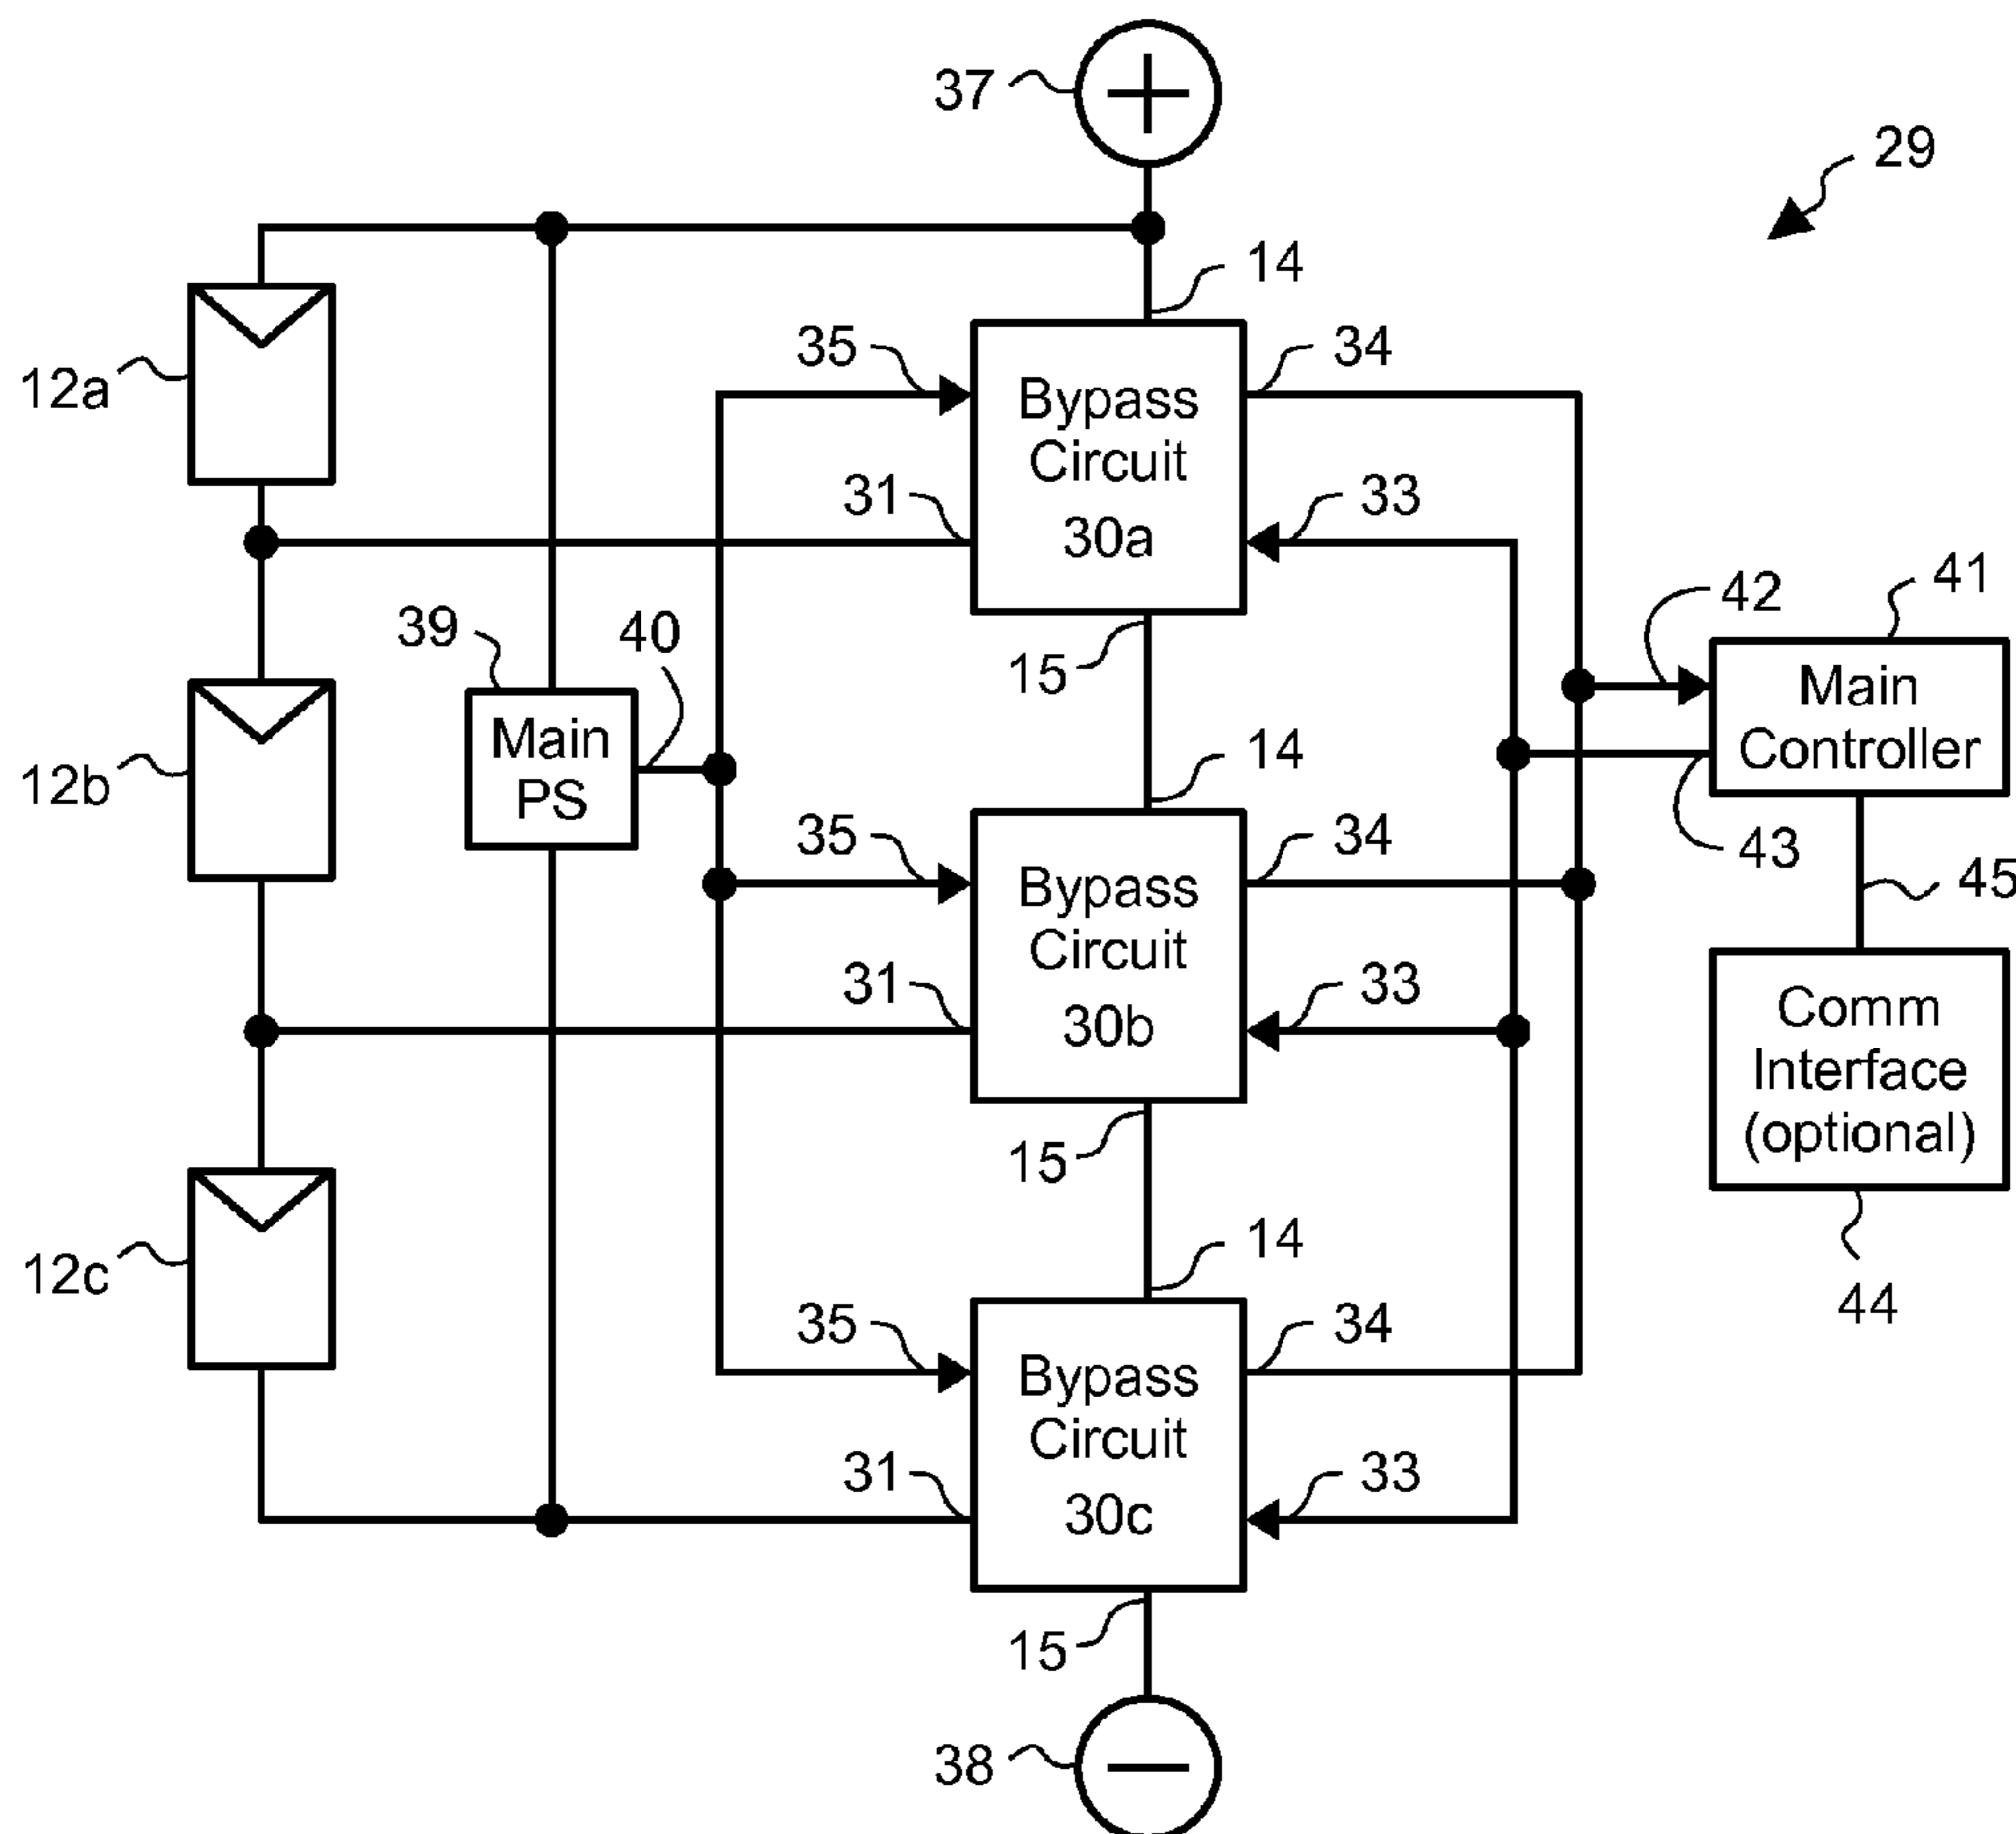 37
29
14
35
34
12a
Bypass
Circuit
30a
31
33
39
40
15
42
41
Main
PS
Main
Controller
14
12b
35
34
43
45
Bypass
Circuit
30b
31
33
Comm
Interface
(optional)
15
14
12c
44
35
34
Bypass
Circuit
30c
31
33
15
38